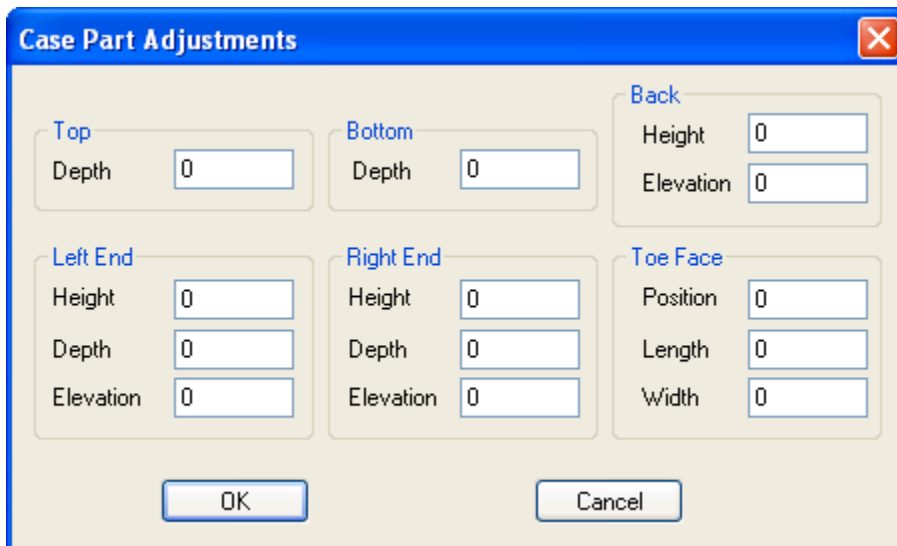 Case Part Adjustments
Top
Depth 0
Bottom
Depth 0
Back
Height 0
Elevation 0
Left End
Height 0
Depth 0
Elevation 0
Right End
Height 0
Depth 0
Elevation 0
Toe Face
Position 0
Length 0
Width 0
OK
Cancel